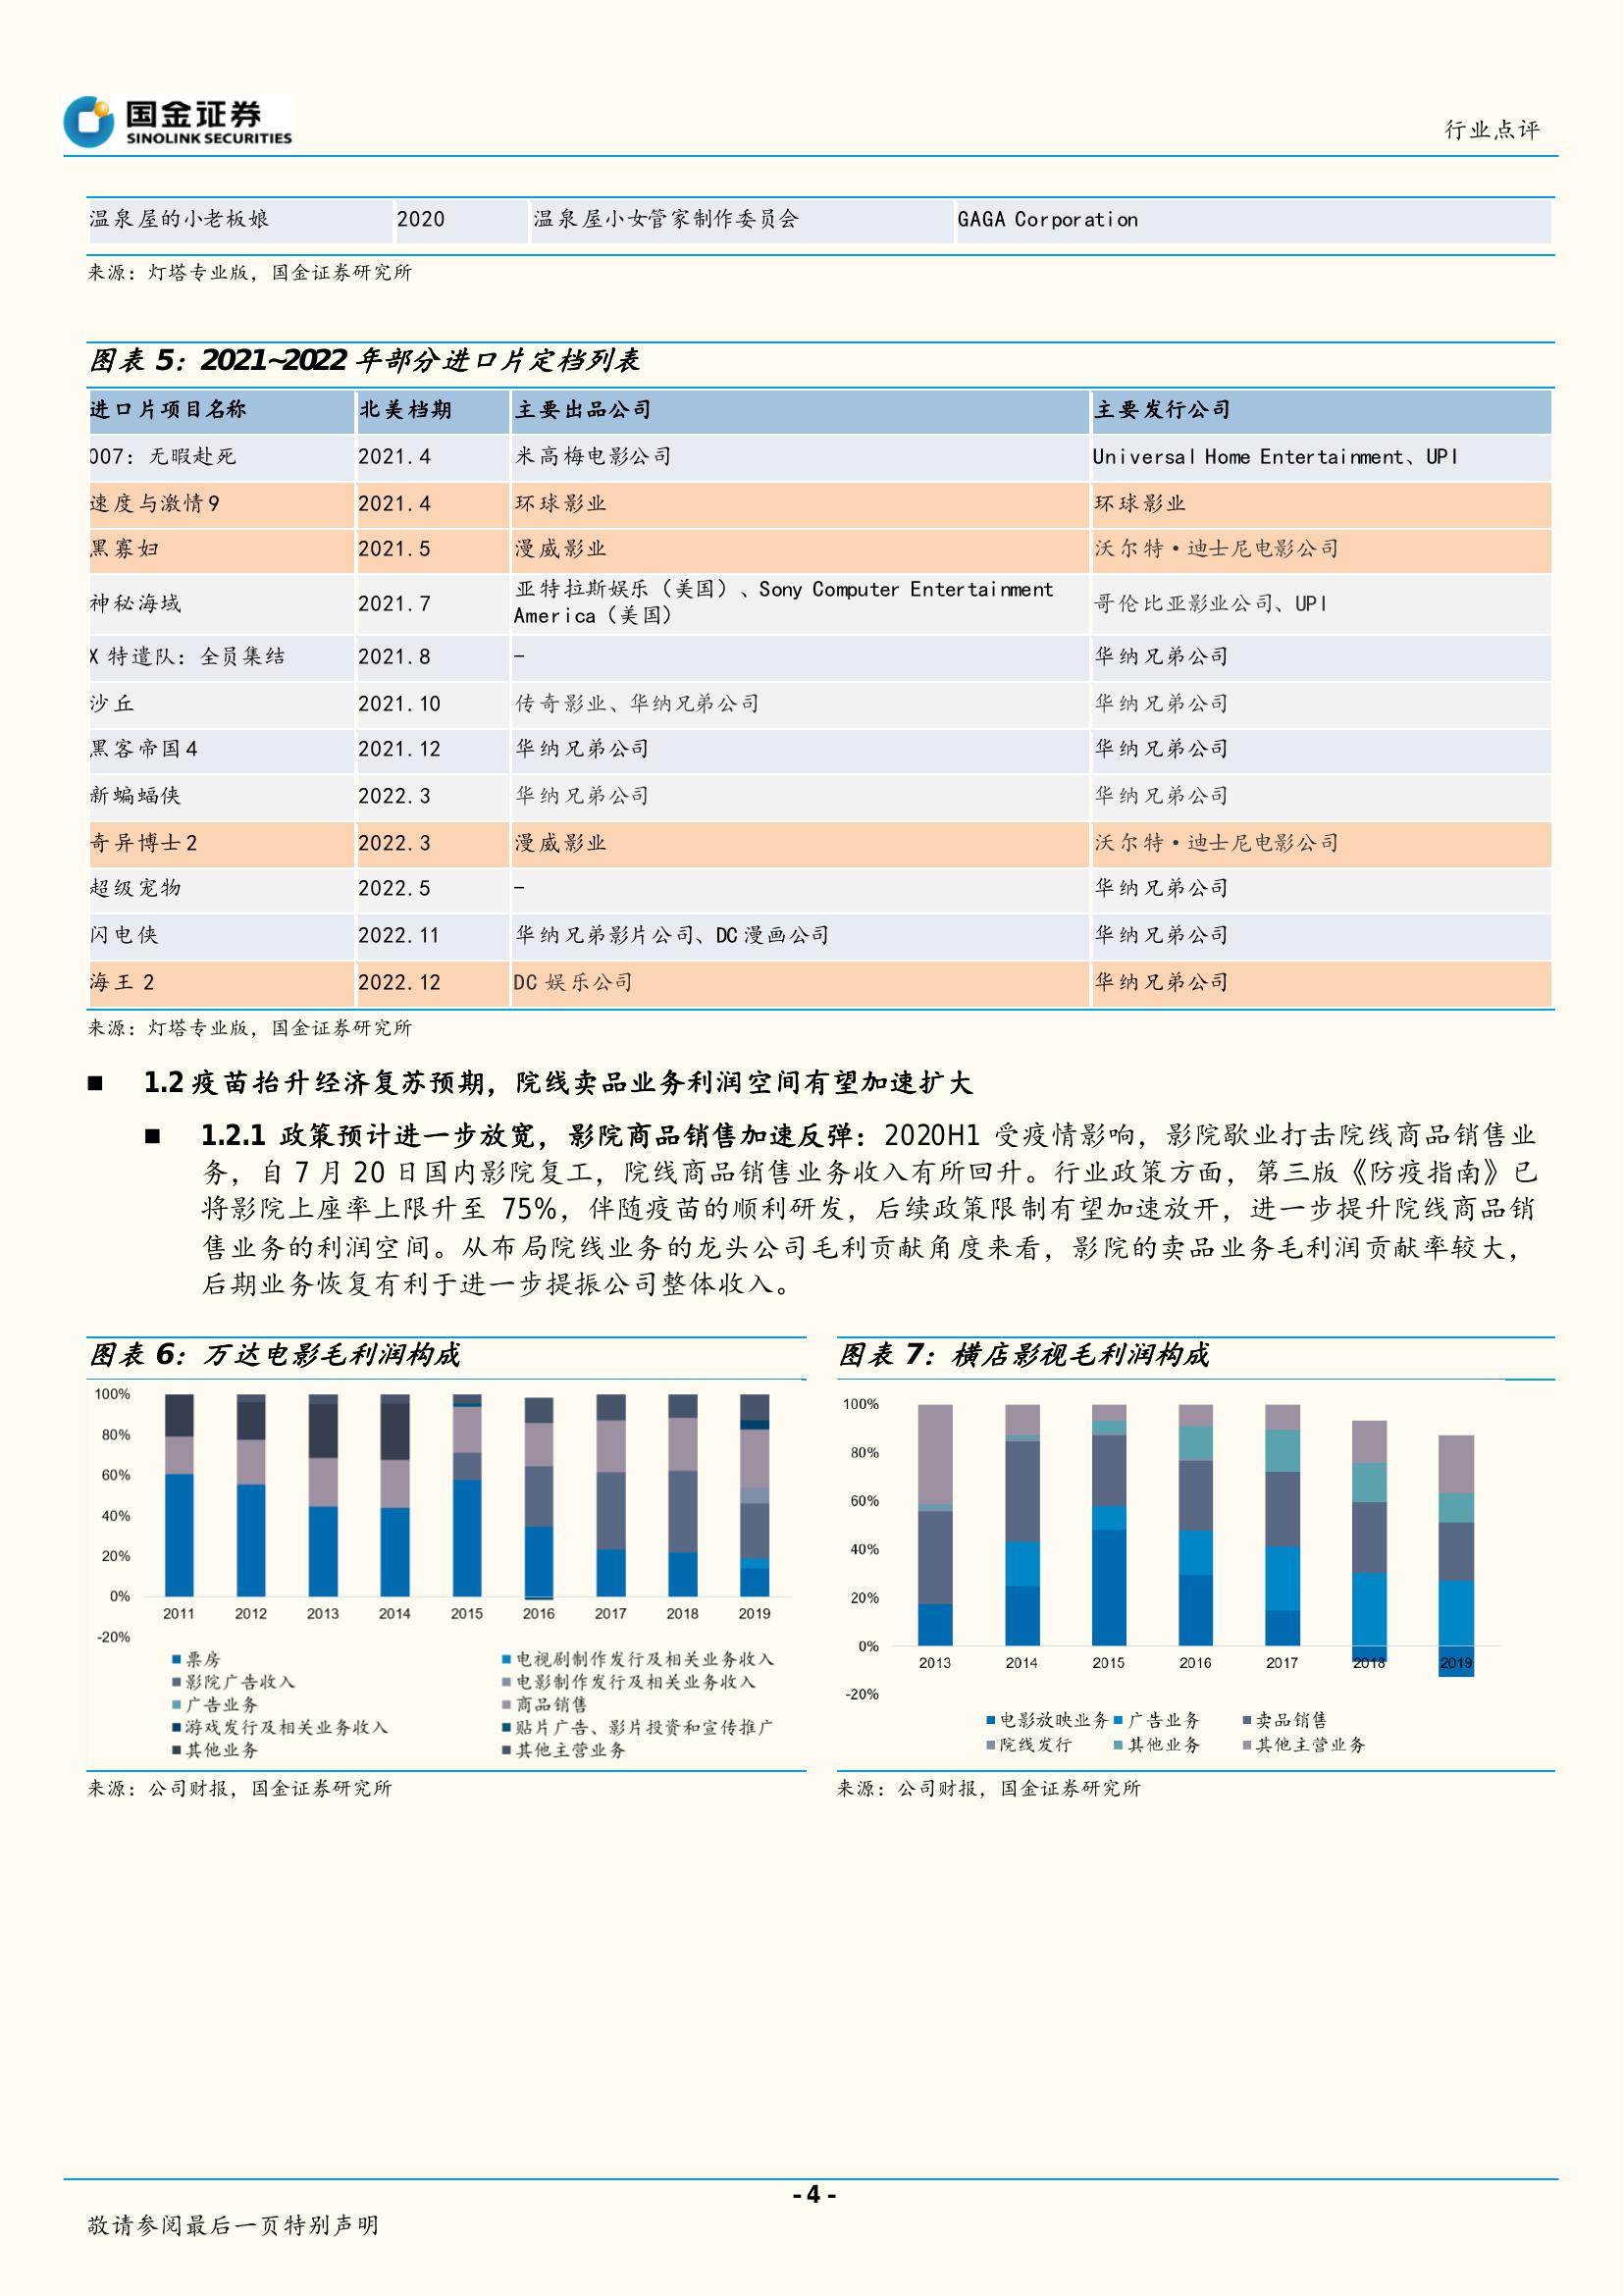 国金证券
SINOLINK SECURITIES
行业点评
温泉屋的小老板娘 2020 温泉屋小女管家制作委员会 GAGA Corporation
来源：灯塔专业版，国金证券研究所
图表 5：2021~2022 年部分进口片定档列表
进口片项目名称 北美档期 主要出品公司 主要发行公司
007：无暇赴死 2021.4 米高梅电影公司 Universal Home Entertainment、UPI
速度与激情9 2021.4 环球影业 环球影业
黑寡妇 2021.5 漫威影业 沃尔特·迪士尼电影公司
神秘海域 2021.7 亚特拉斯娱乐（美国）、Sony Computer Entertainment
America（美国） 哥伦比亚影业公司、UPI
X 特遣队：全员集结 2021.8 - 华纳兄弟公司
沙丘 2021.10 传奇影业、华纳兄弟公司 华纳兄弟公司
黑客帝国4 2021.12 华纳兄弟公司 华纳兄弟公司
新蝙蝠侠 2022.3 华纳兄弟公司 华纳兄弟公司
奇异博士2 2022.3 漫威影业 沃尔特·迪士尼电影公司
超级宠物 2022.5 - 华纳兄弟公司
闪电侠 2022.11 华纳兄弟影片公司、DC漫画公司 华纳兄弟公司
海王 2 2022.12 DC 娱乐公司 华纳兄弟公司
来源：灯塔专业版，国金证券研究所
■ 1.2 疫苗抬升经济复苏预期，院线卖品业务利润空间有望加速扩大
■ 1.2.1 政策预计进一步放宽，影院商品销售加速反弹：2020H1 受疫情影响，影院歇业打击院线商品销售业
务，自 7 月 20 日国内影院复工，院线商品销售业务收入有所回升。行业政策方面，第三版《防疫指南》已
将影院上座率上限升至 75%，伴随疫苗的顺利研发，后续政策限制有望加速放开，进一步提升院线商品销
售业务的利润空间。从布局院线业务的龙头公司毛利贡献角度来看，影院的卖品业务毛利润贡献率较大，
后期业务恢复有利于进一步提振公司整体收入。
图表 6：万达电影毛利润构成
100%
80%
60%
40%
20%
0%
-20%
2011 2012 2013 2014 2015 2016 2017 2018 2019
票房 电视剧制作发行及相关业务收入
影院广告收入 电影制作发行及相关业务收入
广告业务 商品销售
游戏发行及相关业务收入 贴片广告、影片投资和宣传推广
其他业务 其他主营业务
来源：公司财报，国金证券研究所
图表 7：横店影视毛利润构成
100%
80%
60%
40%
20%
0%
-20%
2013 2014 2015 2016 2017 2018 2019
电影放映业务 广告业务 卖品销售
院线发行 其他业务 其他主营业务
来源：公司财报，国金证券研究所
- 4 -
敬请参阅最后一页特别声明